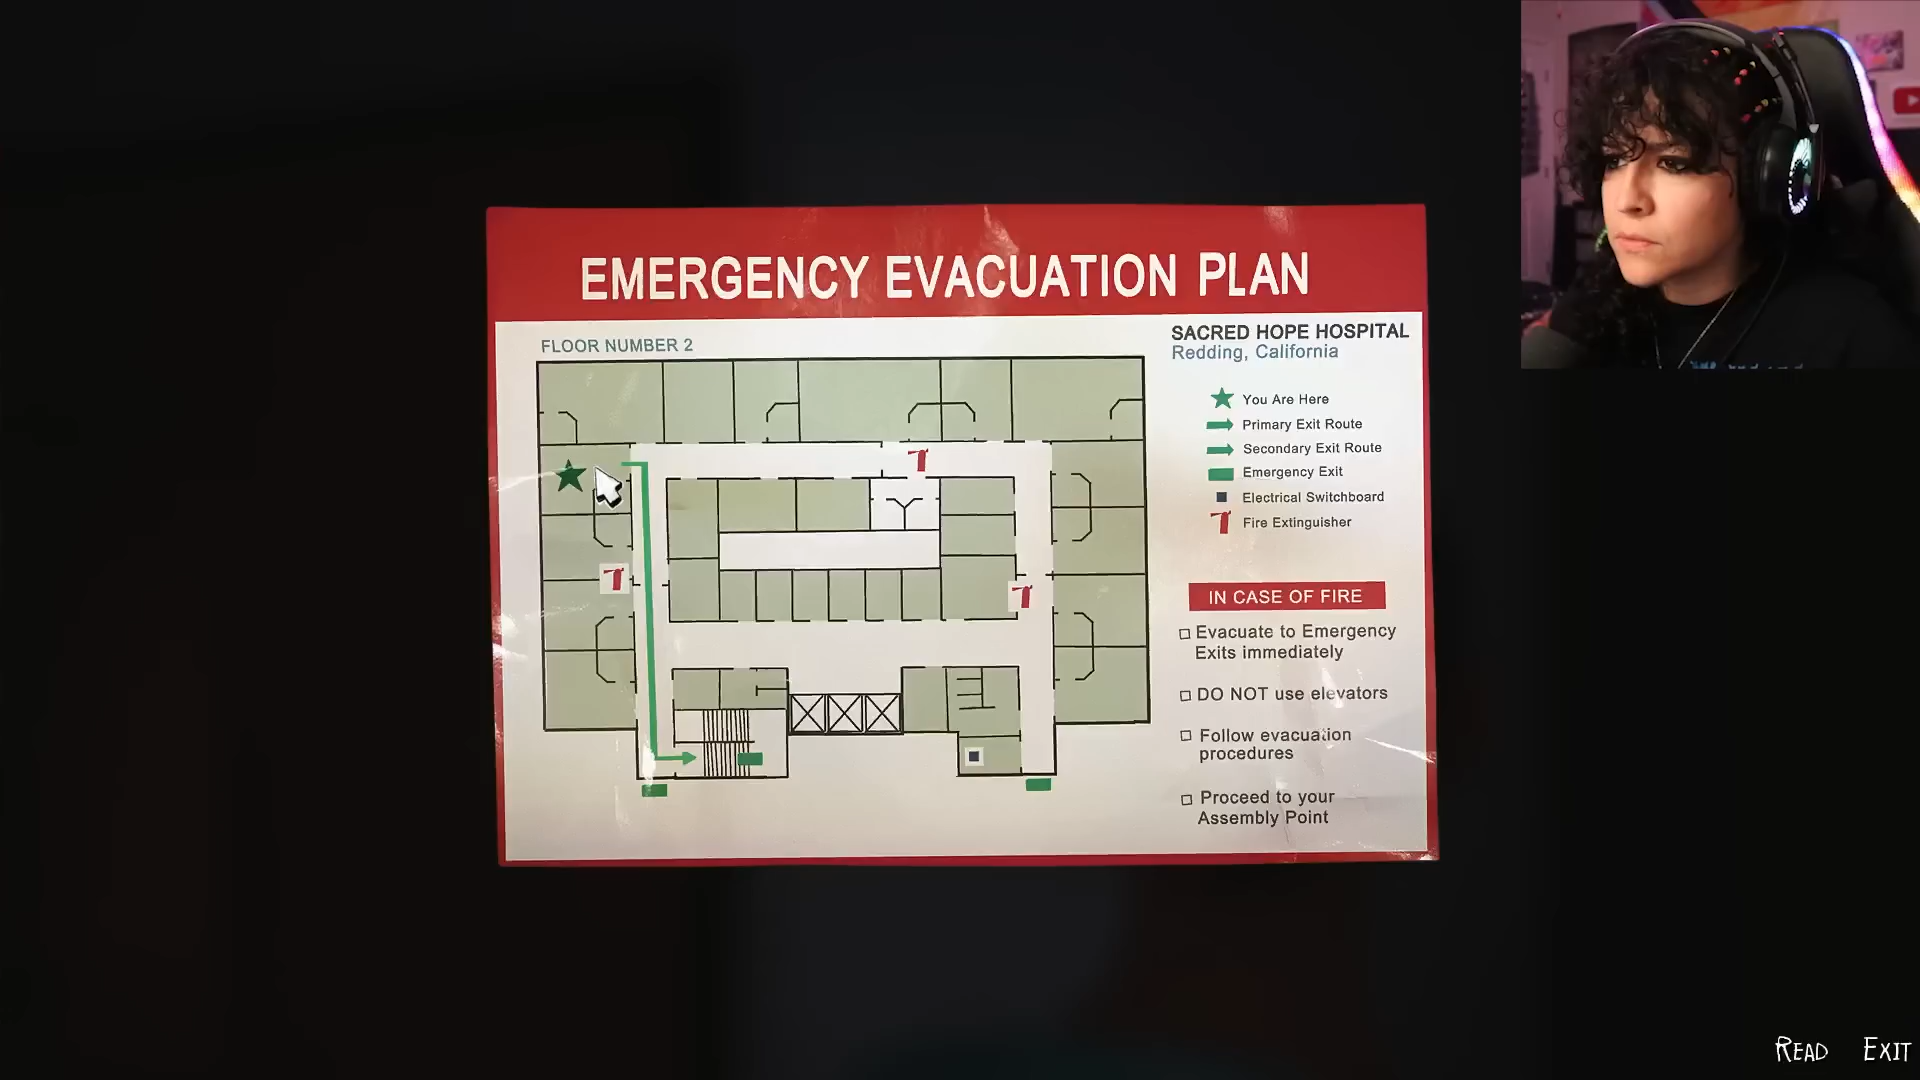 EMERGENCY EVACUATION PLAN
FLOOR NUMBER 2
SACRED HOPE HOSPITAL
Redding, California
You Are Here
Primary Exit Route
Secondary Exit Route
Emergency Exit
Electrical Switchboard
Fire Extinguisher
IN CASE OF FIRE
Evacuate to Emergency
Exits immediately
DO NOT use elevators
Follow evacuation
procedures
Proceed to your
Assembly Point
READ EXIT